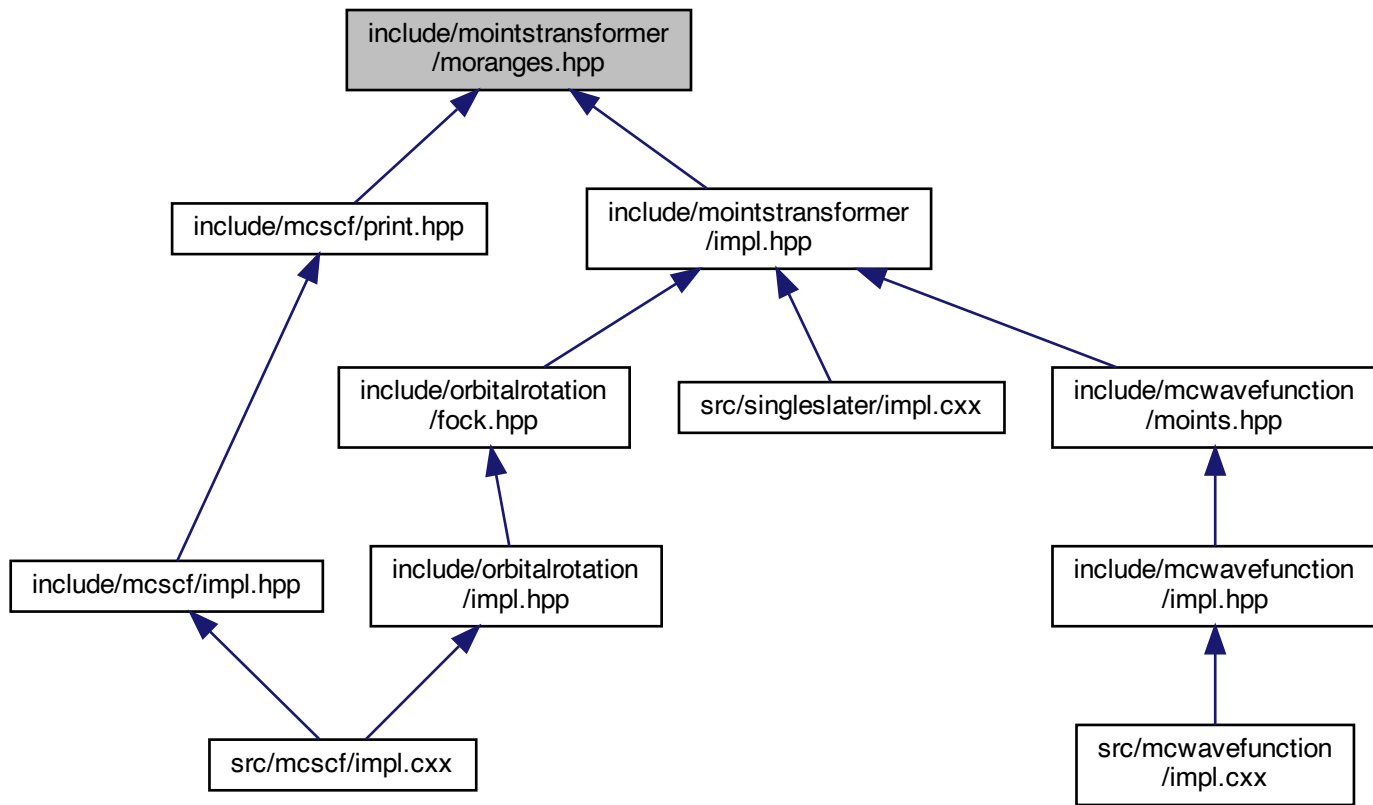 include/mointstransformer
/moranges.hpp
include/mcscf/print.hpp
include/mointstransformer
/impl.hpp
include/orbitalrotation
/fock.hpp
src/singleslater/impl.cxx
include/mcwavefunction
/moints.hpp
include/mcscf/impl.hpp
include/orbitalrotation
/impl.hpp
include/mcwavefunction
/impl.hpp
src/mcscf/impl.cxx
src/mcwavefunction
/impl.cxx